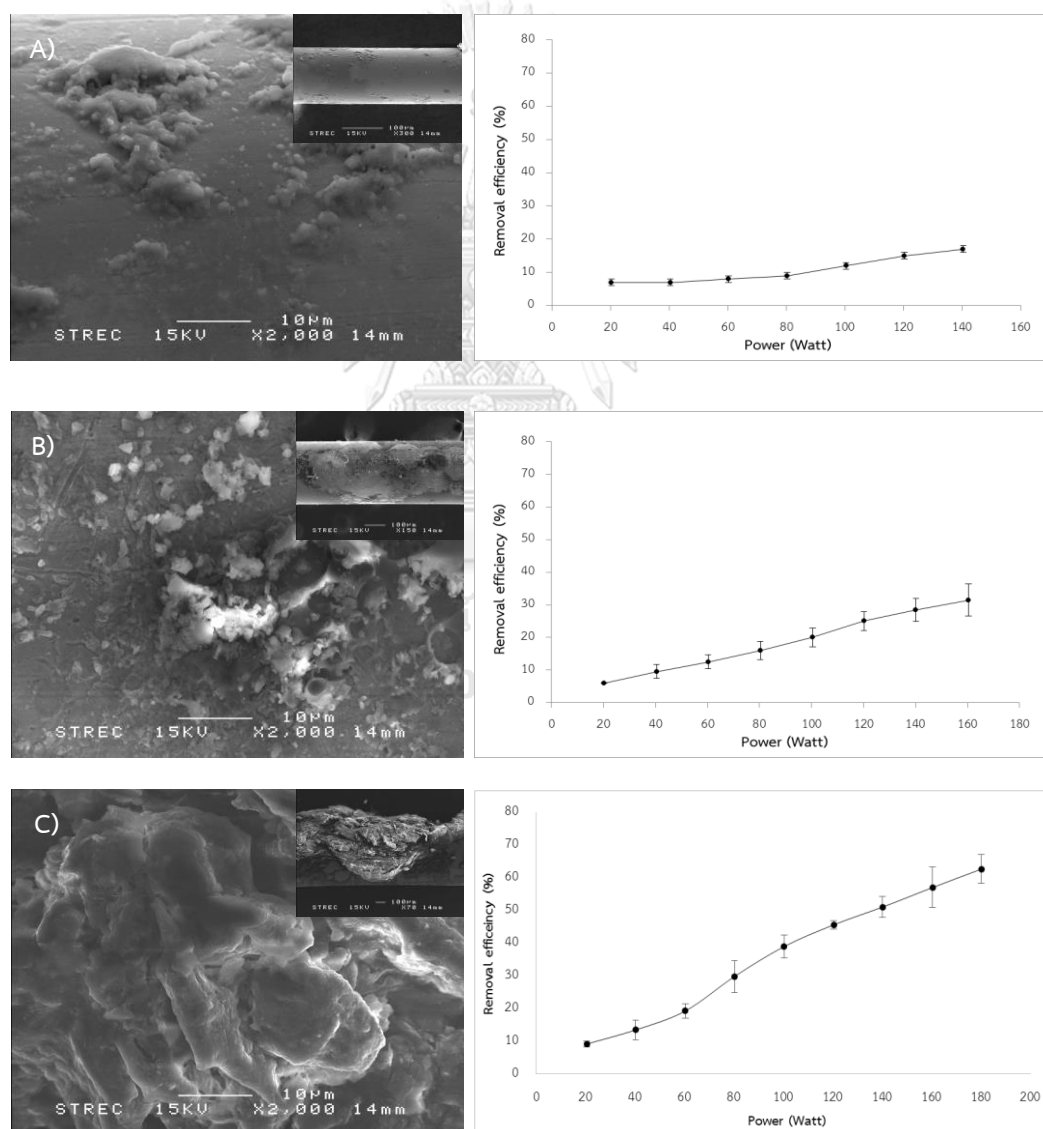 A)
STREC 15KV 100µm X300 14mm
10µm
STREC 15KV X2,000 14mm
Removal efficiency (%)
80
70
60
50
40
30
20
10
0
20 40 60 80 100 120 140 160
Power (Watt)
B)
STREC 15KV 100µm X150 14mm
10µm
STREC 15KV X2,000 14mm
Removal efficiency (%)
80
70
60
50
40
30
20
10
0
0 20 40 60 80 100 120 140 160 180
Power (Watt)
C)
STREC 15KV 100µm X70 14mm
10µm
STREC 15KV X2,000 14mm
Removal efficeincy (%)
80
70
60
50
40
30
20
10
0
0 20 40 60 80 100 120 140 160 180 200
Power (Watt)